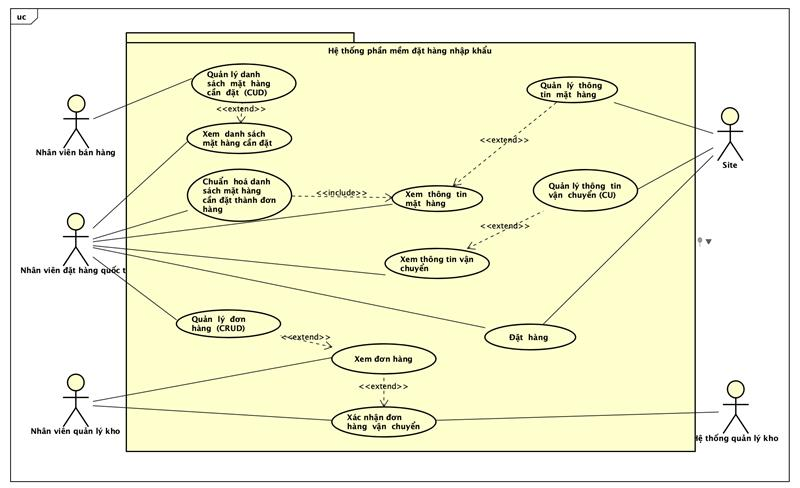 uc
Hệ thống phần mềm đặt hàng nhập khẩu
Quản lý danh
sách mặt hàng
cần đặt (CUD)
Quản lý thông
tin mặt hàng
<<extend>>
Nhân viên bán hàng
Xem danh sách
mặt hàng cần đặt
<<extend>>
Site
Chuẩn hoá danh
sách mặt hàng
cần đặt thành đơn
hàng
<<include>>
Xem thông tin
mặt hàng
Quản lý thông tin
vận chuyển (CU)
<<extend>>
Nhân viên đặt hàng quốc t
Xem thông tin vận
chuyển
Quản lý đơn
hàng (CRUD)
<<extend>>
Đặt hàng
Xem đơn hàng
<<extend>>
Nhân viên quản lý kho
Xác nhận đơn
hàng vận chuyển
ệ thống quản lý kho